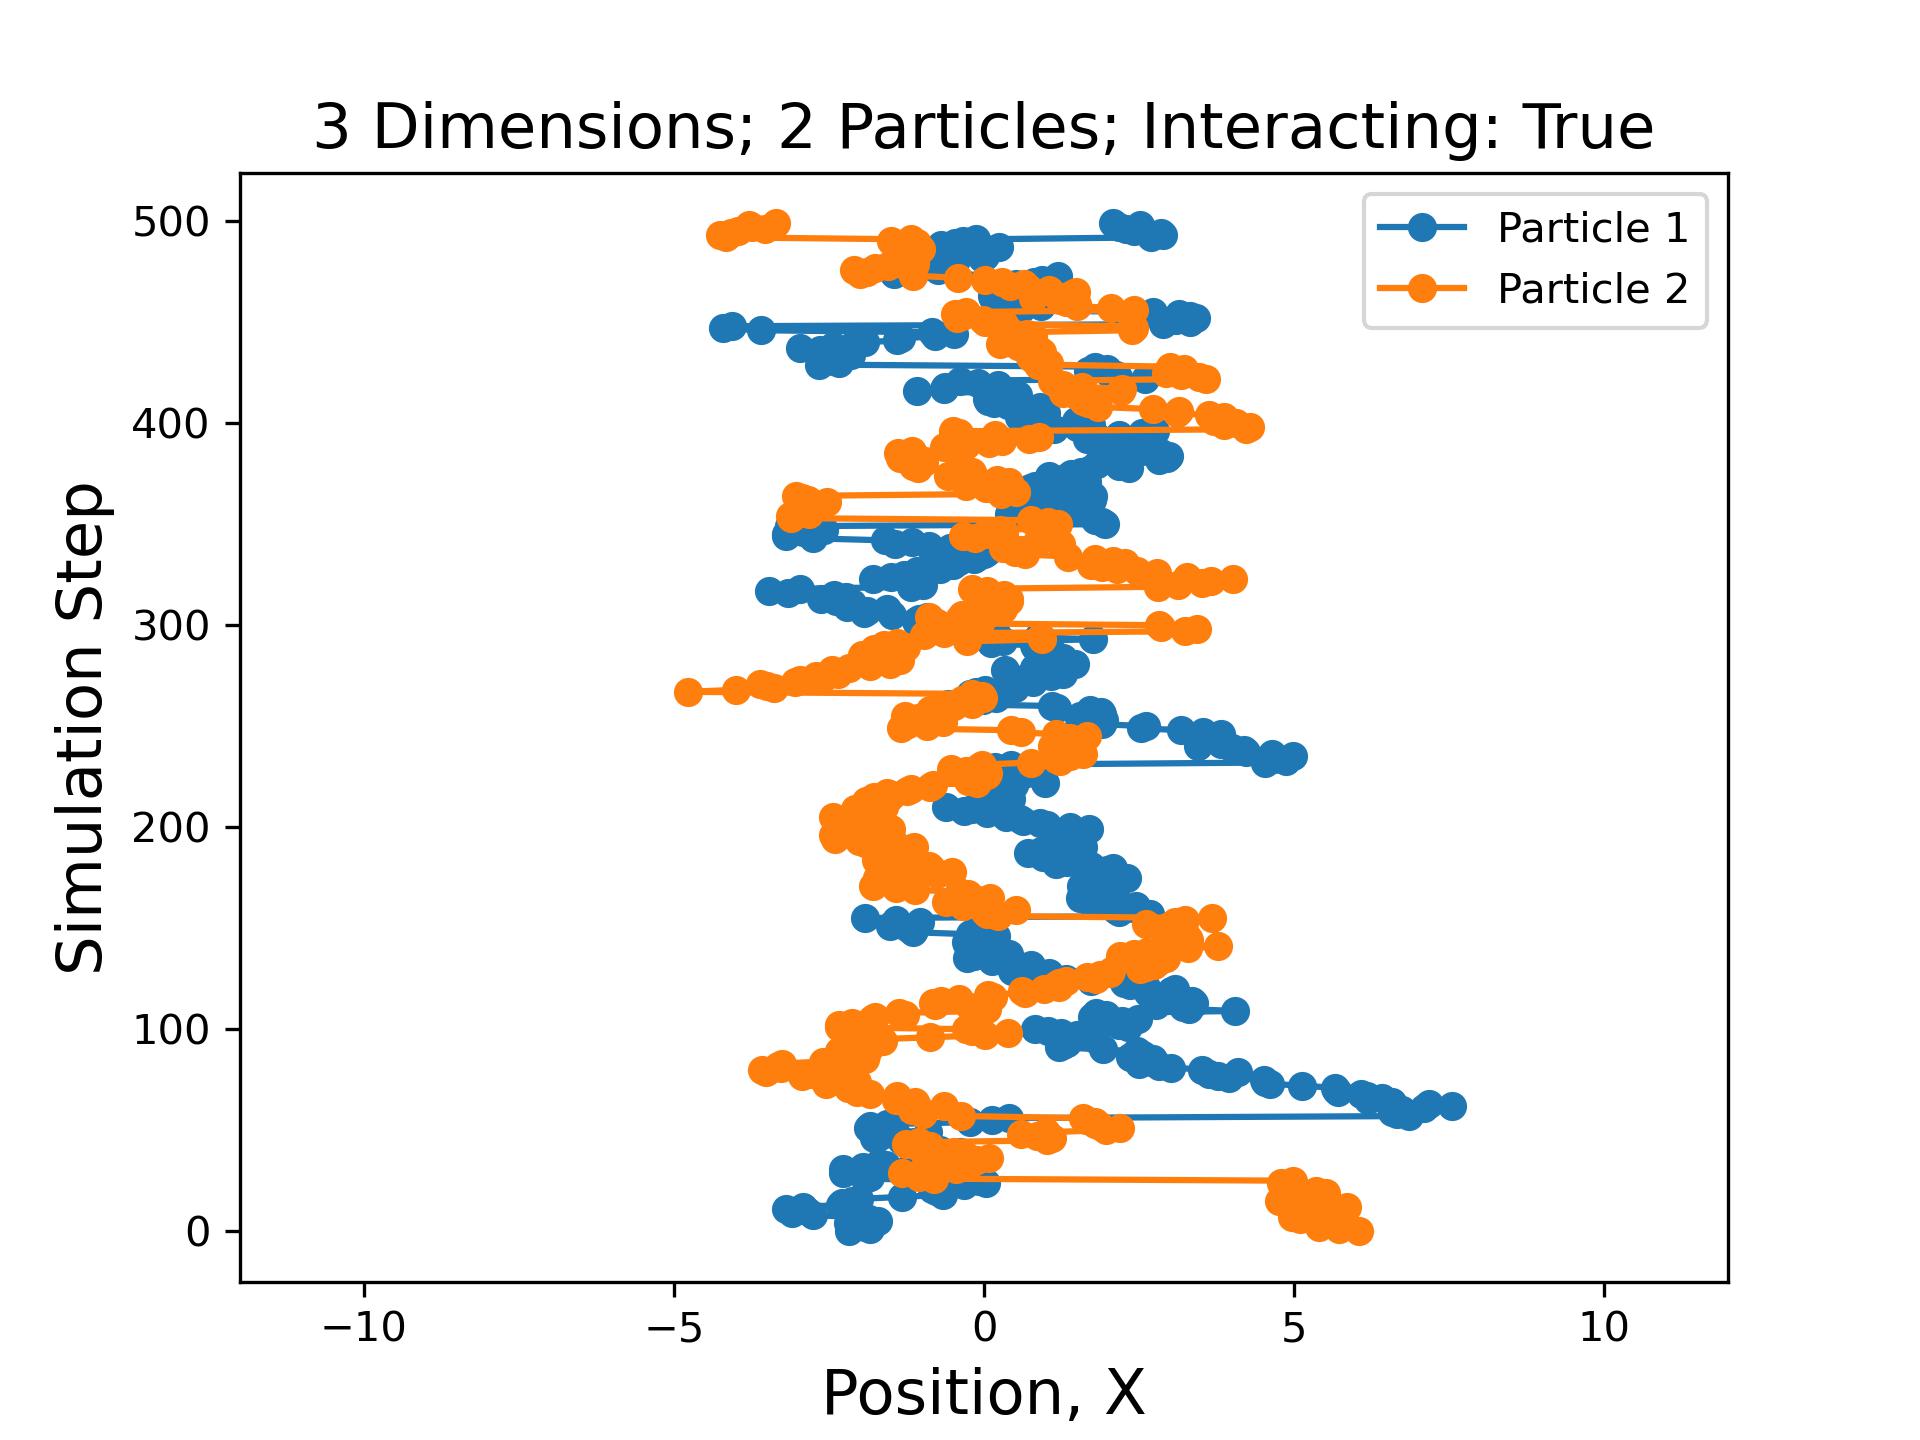 3 Dimensions; 2 Particles; Interacting: True
Particle 1
Particle 2
500
400
300
200
100
0
Simulation Step
−10
−5
0
5
10
Position, X